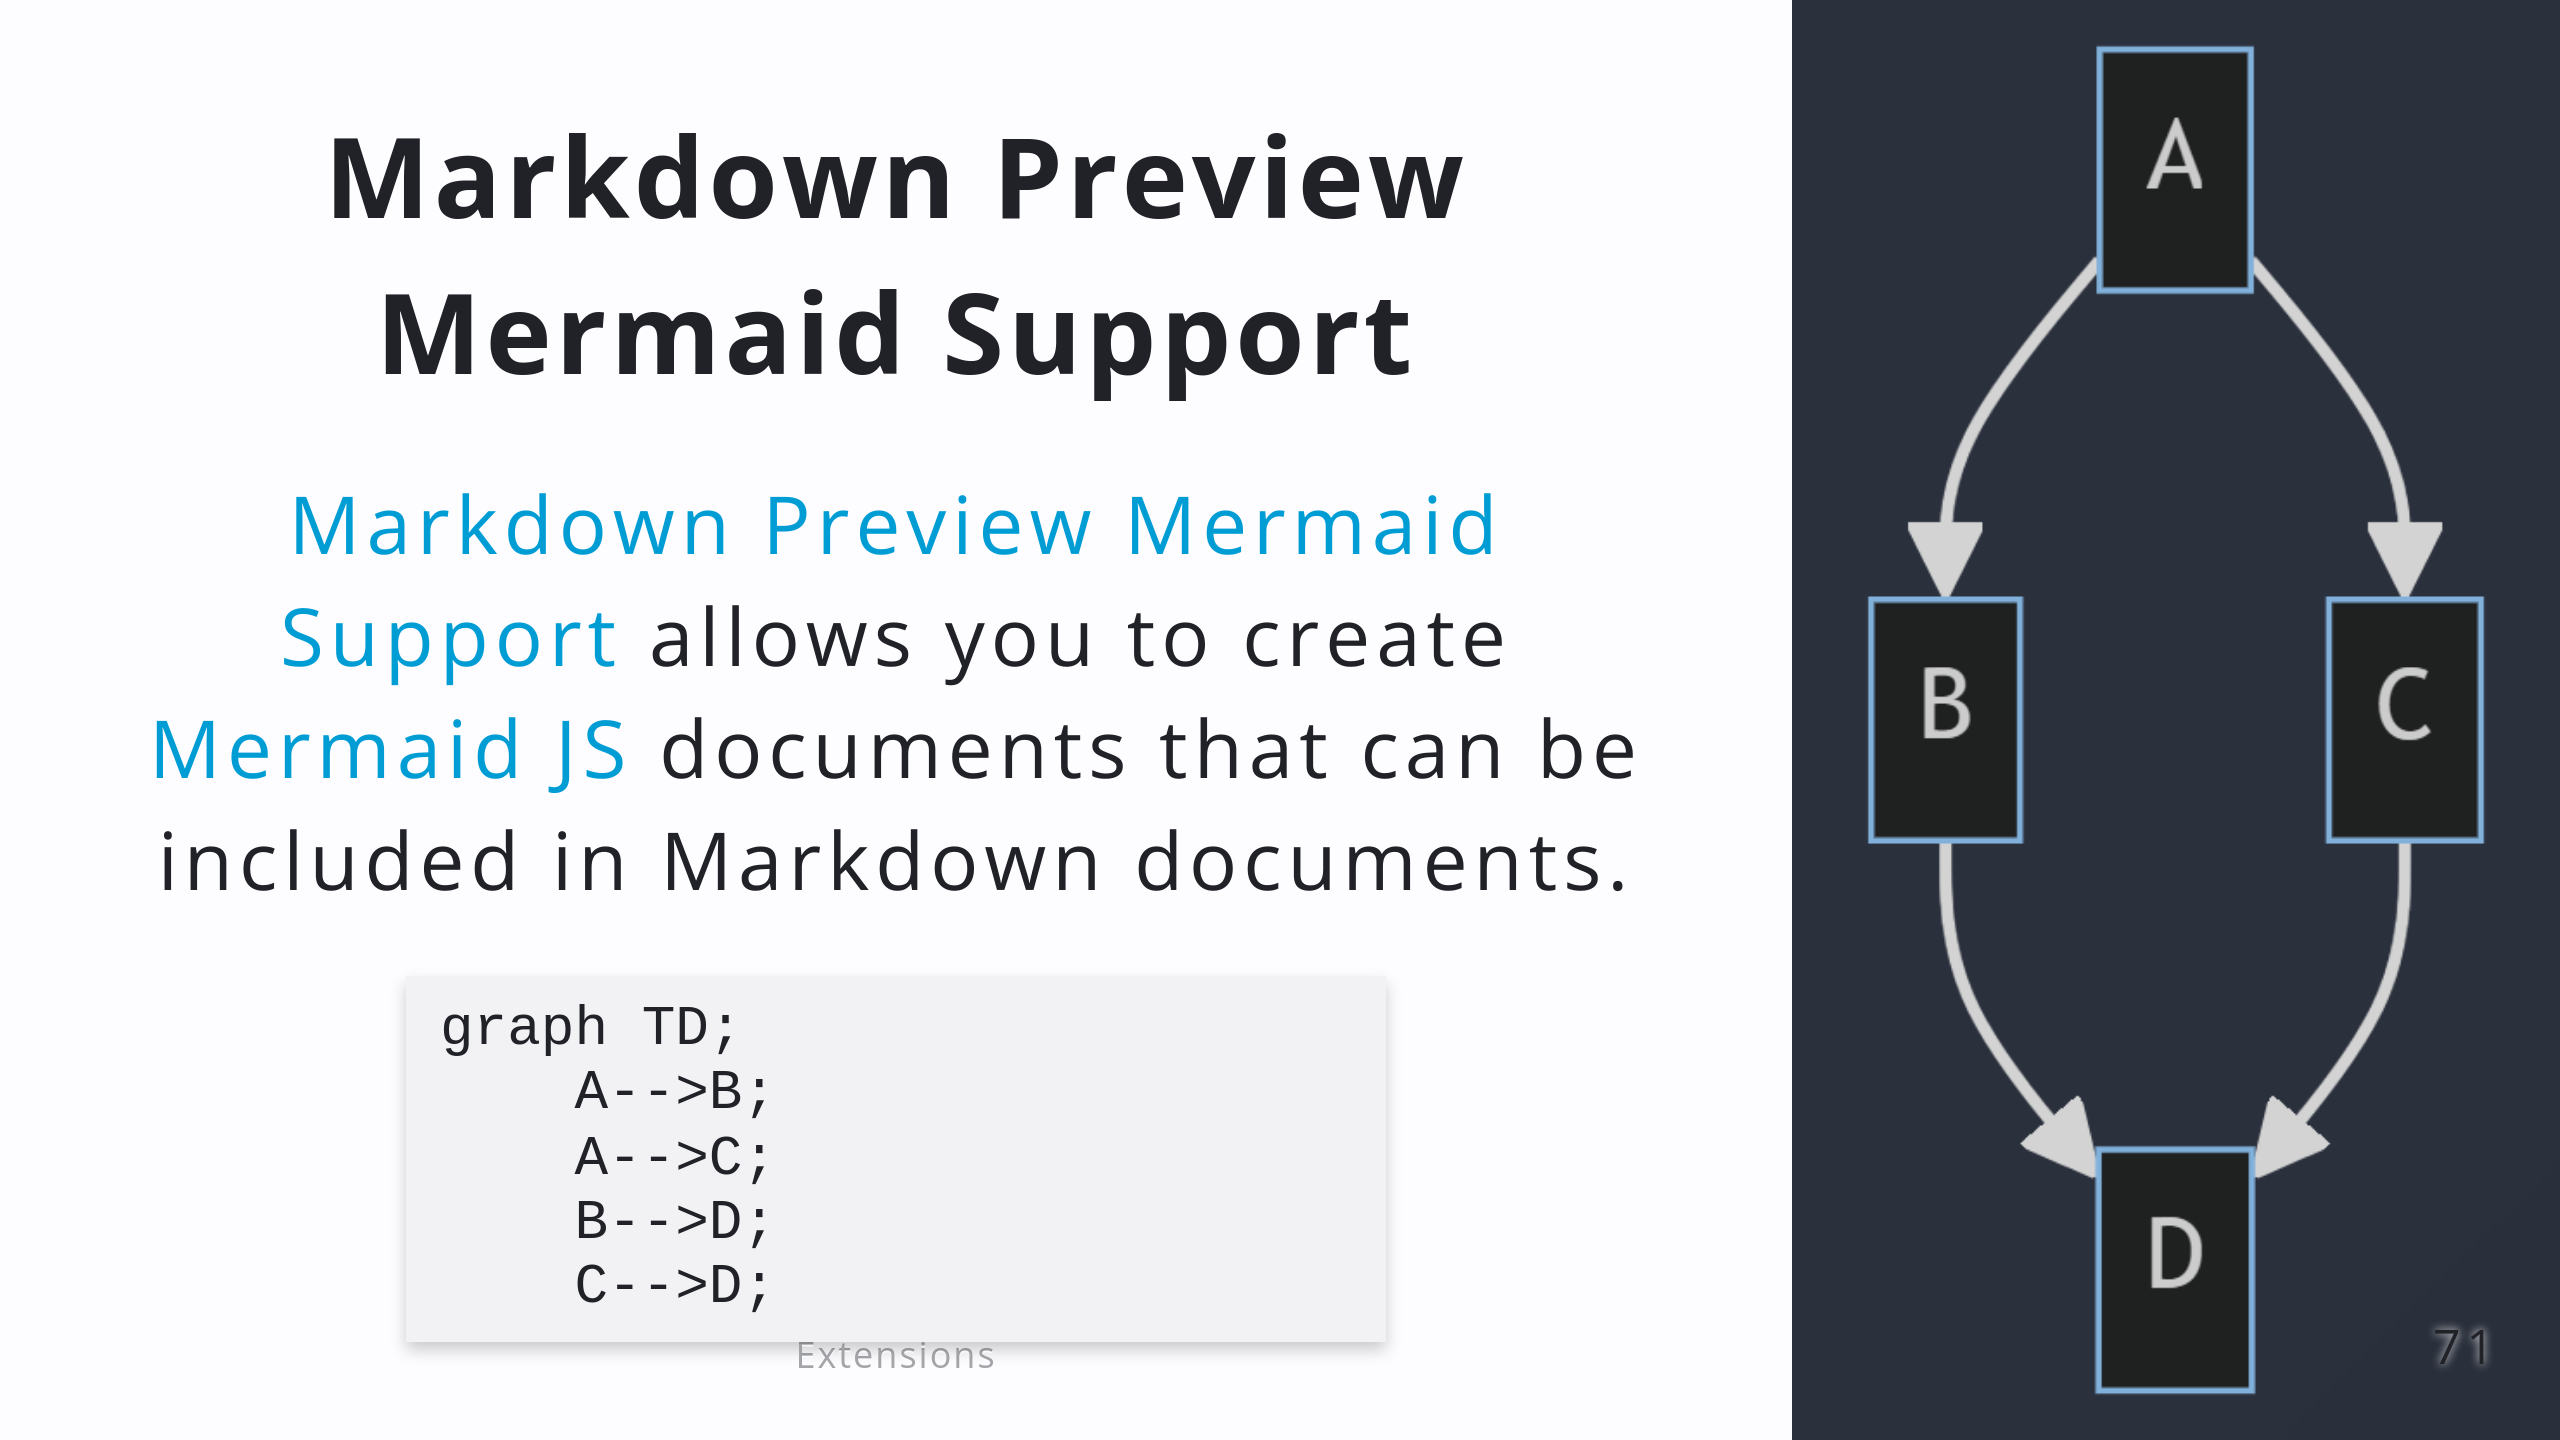 Markdown Preview
Mermaid Support
Markdown Preview Mermaid
Support allows you to create
Mermaid JS documents that can be
included in Markdown documents.
graph TD;
    A-->B;
    A-->C;
    B-->D;
    C-->D;
Extensions
A
B C
D
71